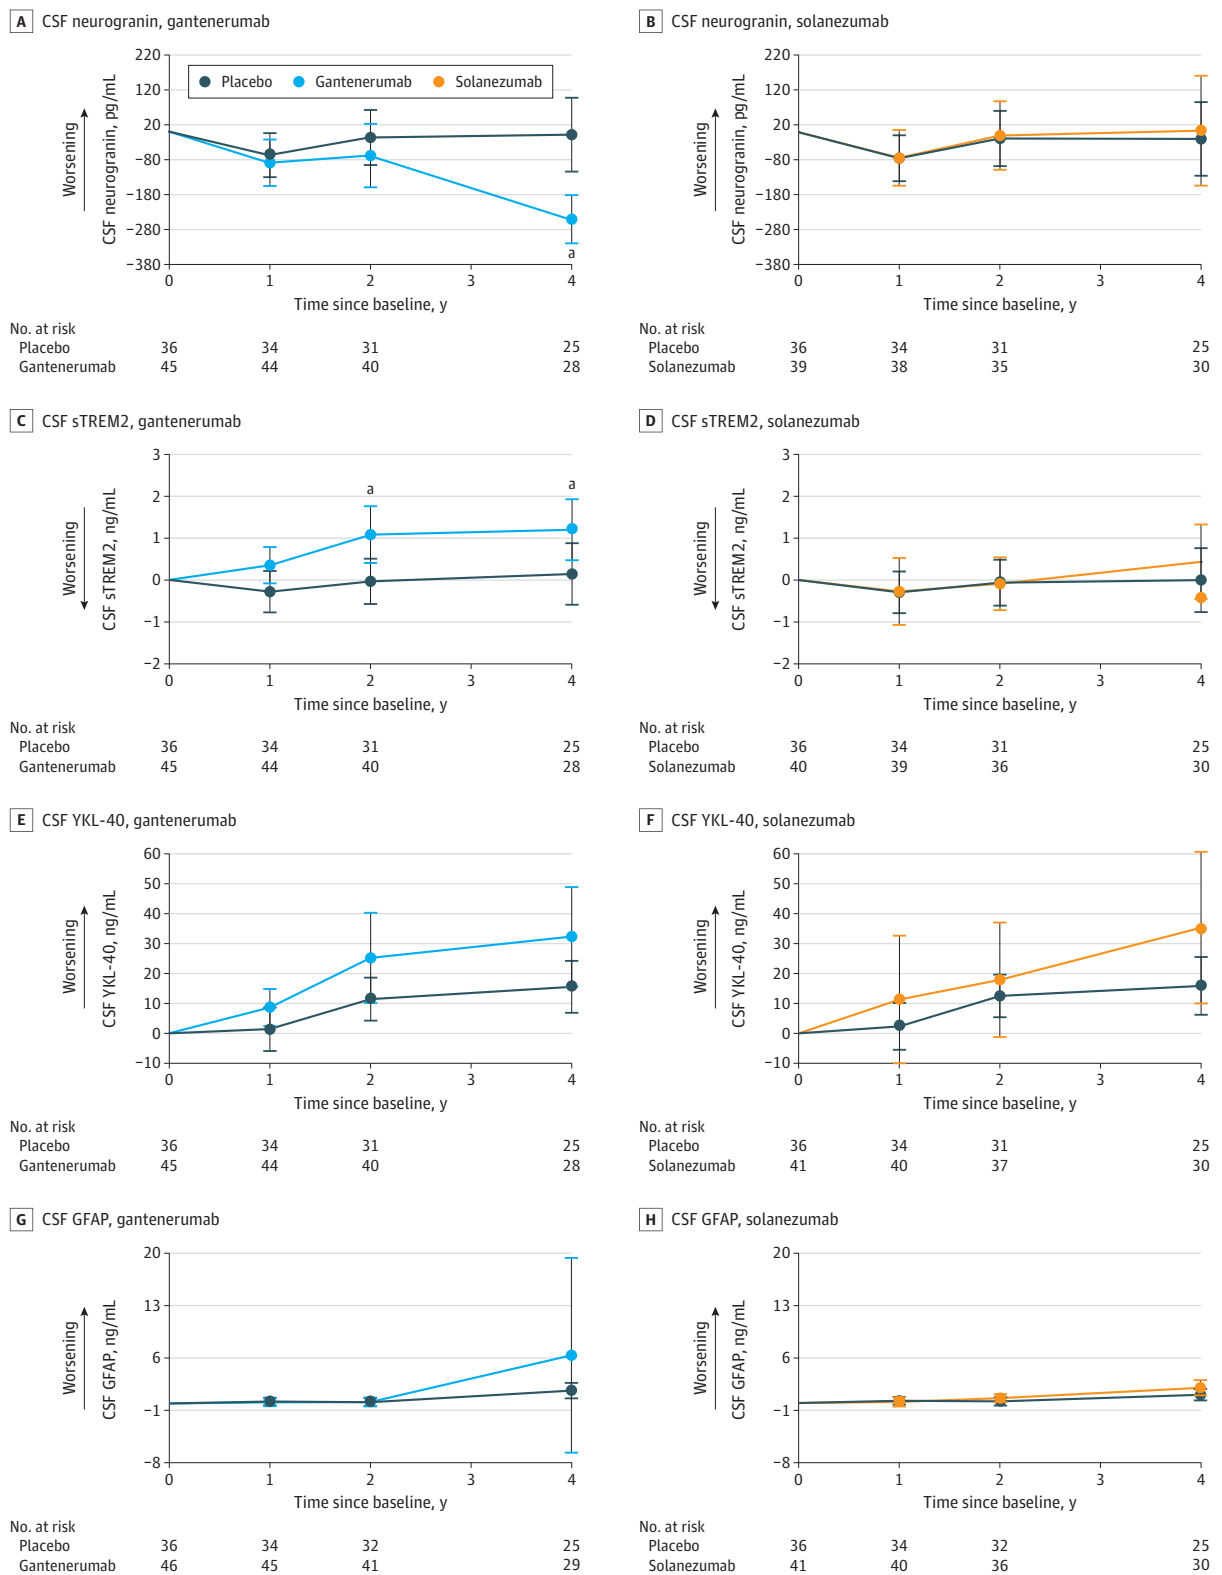 A CSF neurogranin, gantenerumab
Worsening
CSF neurogranin, pg/mL
220
120
20
−80
−180
−280
−380
Placebo Gantenerumab Solanezumab
a
0 1 2 3 4
Time since baseline, y
No. at risk
Placebo 36 34 31 25
Gantenerumab 45 44 40 28
B CSF neurogranin, solanezumab
Worsening
CSF neurogranin, pg/mL
220
120
20
−80
−180
−280
−380
0 1 2 3 4
Time since baseline, y
No. at risk
Placebo 36 34 31 25
Solanezumab 39 38 35 30
C CSF sTREM2, gantenerumab
Worsening
CSF sTREM2, ng/mL
3
2
1
0
−1
−2
a a
0 1 2 3 4
Time since baseline, y
No. at risk
Placebo 36 34 31 25
Gantenerumab 45 44 40 28
D CSF sTREM2, solanezumab
Worsening
CSF sTREM2, ng/mL
3
2
1
0
−1
−2
0 1 2 3 4
Time since baseline, y
No. at risk
Placebo 36 34 31 25
Solanezumab 40 39 36 30
E CSF YKL-40, gantenerumab
Worsening
CSF YKL-40, ng/mL
60
50
40
30
20
10
0
−10
0 1 2 3 4
Time since baseline, y
No. at risk
Placebo 36 34 31 25
Gantenerumab 45 44 40 28
F CSF YKL-40, solanezumab
Worsening
CSF YKL-40, ng/mL
60
50
40
30
20
10
0
−10
0 1 2 3 4
Time since baseline, y
No. at risk
Placebo 36 34 31 25
Solanezumab 41 40 37 30
G CSF GFAP, gantenerumab
Worsening
CSF GFAP, ng/mL
20
13
6
−1
−8
0 1 2 3 4
Time since baseline, y
No. at risk
Placebo 36 34 32 25
Gantenerumab 46 45 41 29
H CSF GFAP, solanezumab
Worsening
CSF GFAP, ng/mL
20
13
6
−1
−8
0 1 2 3 4
Time since baseline, y
No. at risk
Placebo 36 34 32 25
Solanezumab 41 40 36 30